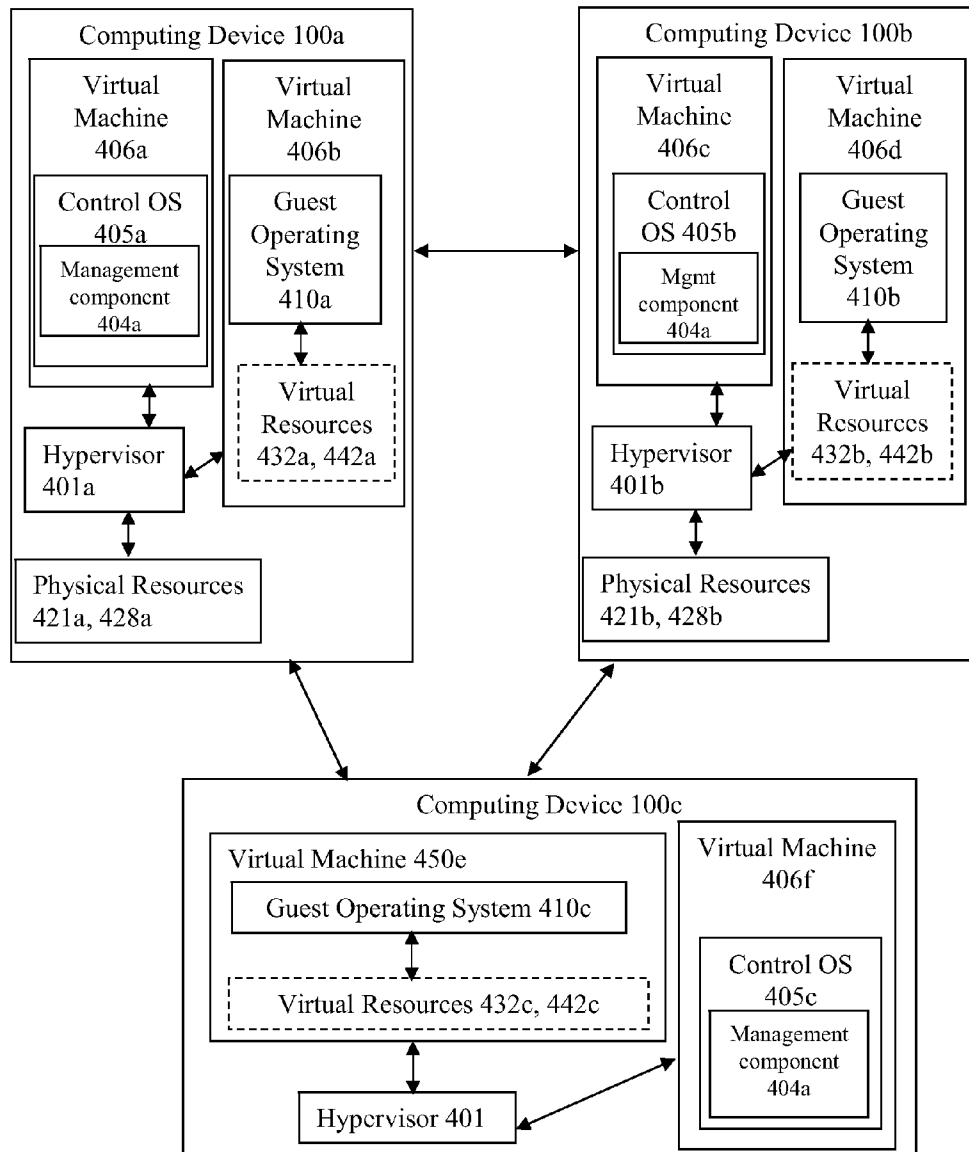 Computing Device 100a
Virtual
Machine
406a
Control OS
405a
Management
component
404a
Virtual
Machine
406b
Guest
Operating
System
410a
Virtual
Resources
432a, 442a
Hypervisor
401a
Physical Resources
421a, 428a
Computing Device 100b
Virtual
Machine
406c
Control
OS 405b
Mgmt
component
404a
Virtual
Machine
406d
Guest
Operating
System
410b
Virtual
Resources
432b, 442b
Hypervisor
401b
Physical Resources
421b, 428b
Computing Device 100c
Virtual Machine 450e
Guest Operating System 410c
Virtual Resources 432c, 442c
Hypervisor 401
Virtual Machine
406f
Control OS
405c
Management
component
404a